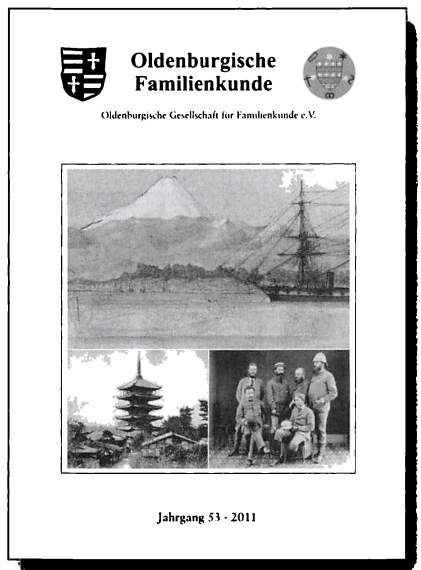 Oldenburgische
Familienkunde
Oldenburgische Gesellschaft für Familienkunde e.V.
Jahrgang 53 · 2011